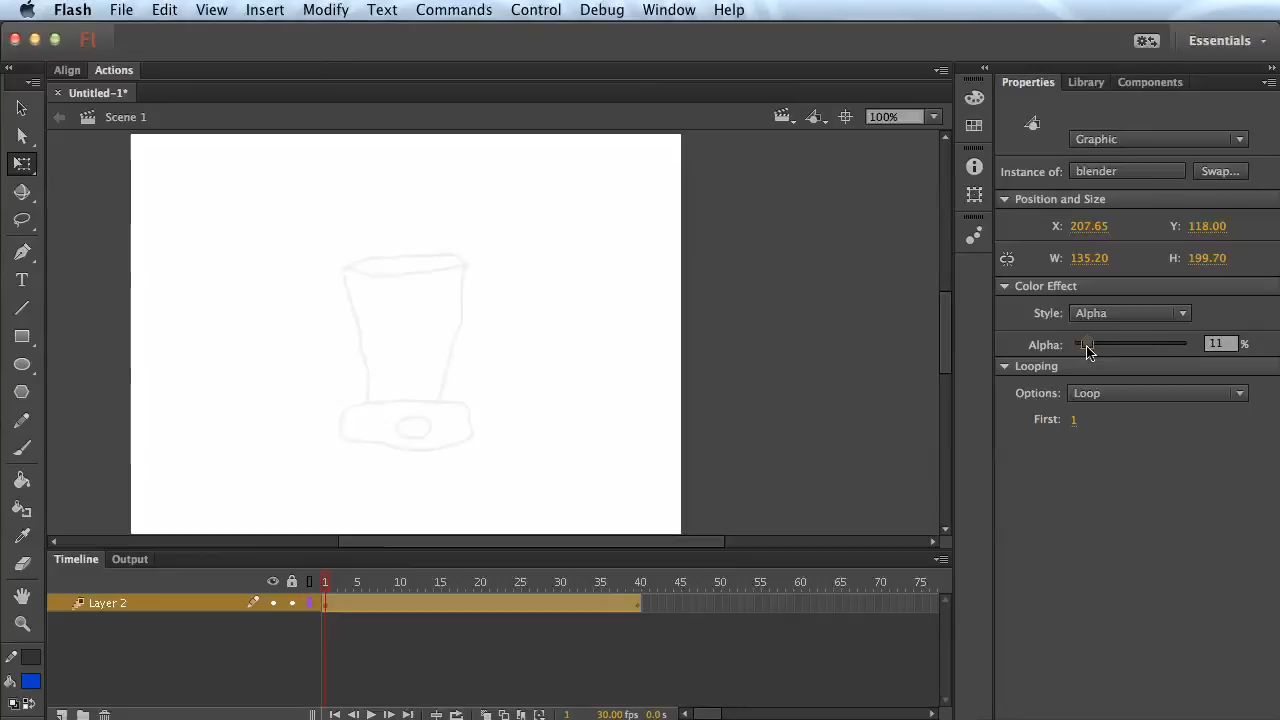 Flash File Edit View Insert Modify Text Commands Control Debug Window Help
Fl Essentials
Align Actions
Properties Library Components
× Untitled-1*
Scene 1 100%
Graphic
Instance of: blender Swap...
Position and Size
X: 207.65 Y: 118.00
W: 135.20 H: 199.70
Color Effect
Style: Alpha
Alpha: 11 %
Looping
Options: Loop
First: 1
Timeline Output
1 5 10 15 20 25 30 35 40 45 50 55 60 65 70 75
Layer 2
1 30.00 fps 0.0 s